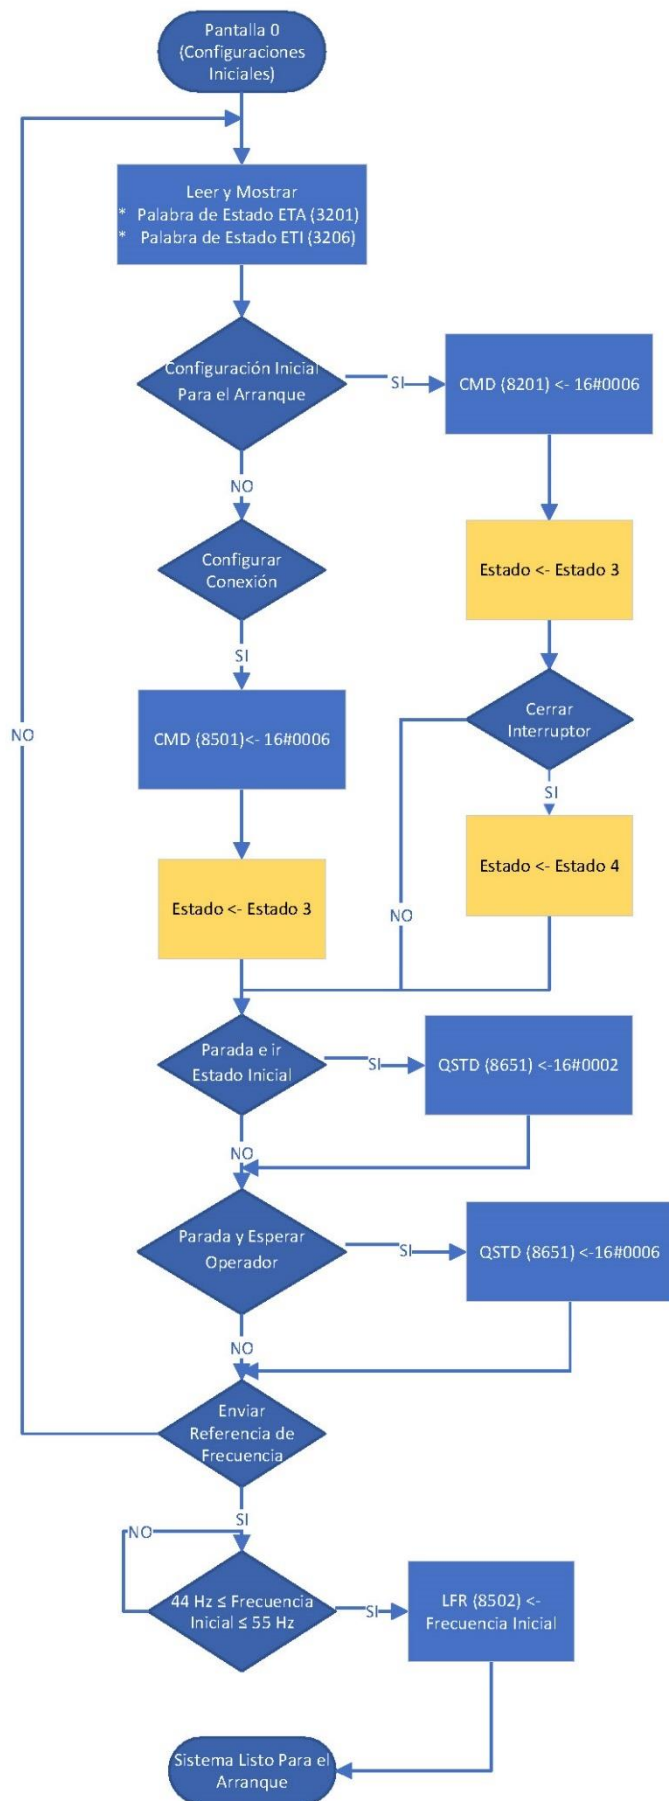 Pantalla 0
(Configuraciones
Iniciales)
Leer y Mostrar
* Palabra de Estado ETA (3201)
* Palabra de Estado ETI (3206)
Configuración Inicial
Para el Arranque
SI
CMD (8201) <- 16#0006
NO
Configurar
Conexión
Estado <- Estado 3
SI
CMD (8501)<- 16#0006
Cerrar
Interruptor
NO
SI
Estado <- Estado 3
Estado <- Estado 4
NO
Parada e ir
Estado Inicial
SI
QSTD (8651) <-16#0002
NO
Parada y Esperar
Operador
SI
QSTD (8651) <-16#0006
NO
Enviar
Referencia de
Frecuencia
SI
NO
44 Hz ≤ Frecuencia
Inicial ≤ 55 Hz
SI
LFR (8502) <-
Frecuencia Inicial
Sistema Listo Para el
Arranque